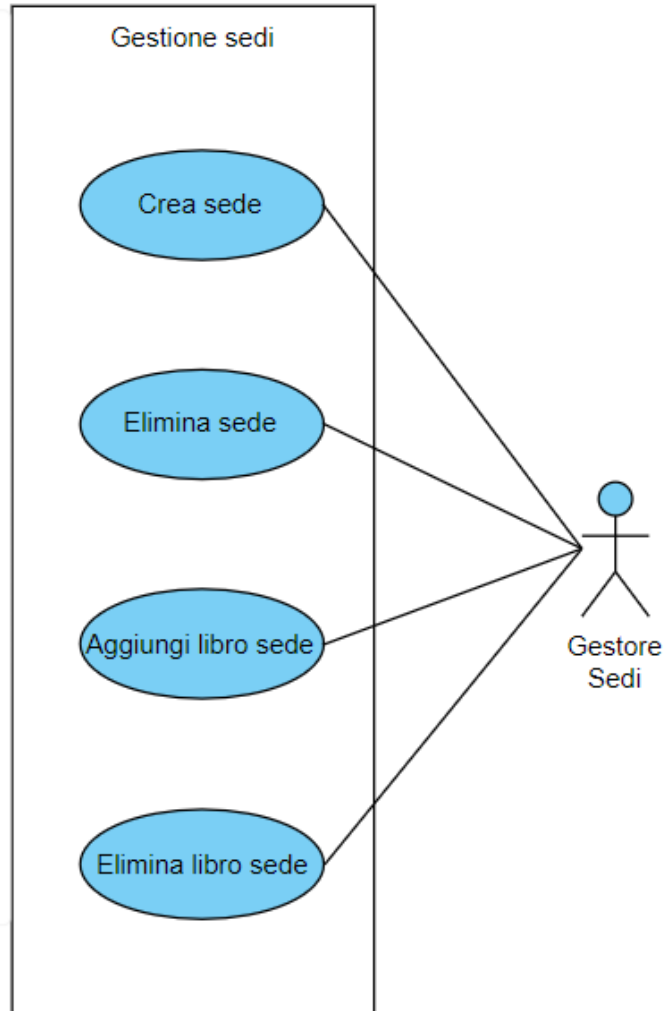 Gestione sedi
Crea sede
Elimina sede
Aggiungi libro sede
Elimina libro sede
Gestore
Sedi